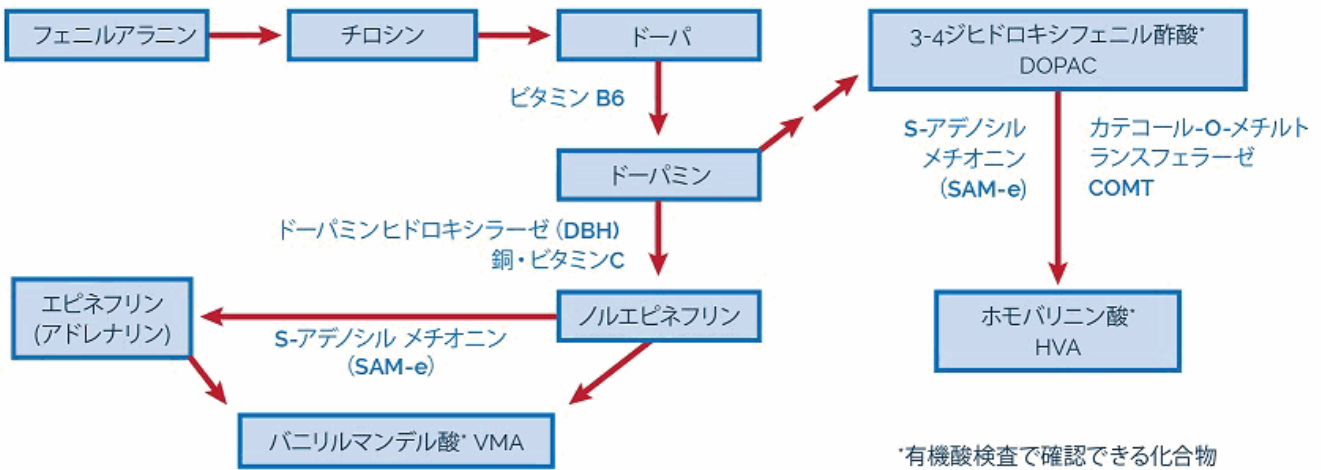 フェニルアラニン
チロシン
ドーパ
3-4ジヒドロキシフェニル酢酸*
DOPAC
ビタミン B6
S-アデノシル
メチオニン
(SAM-e)
カテコール-O-メチルト
ランスフェラーゼ
COMT
ドーパミン
ドーパミンヒドロキシラーゼ (DBH)
銅・ビタミンC
エピネフリン
(アドレナリン)
S-アデノシル メチオニン
(SAM-e)
ノルエピネフリン
ホモバリニン酸*
HVA
バニリルマンデル酸* VMA
*有機酸検査で確認できる化合物